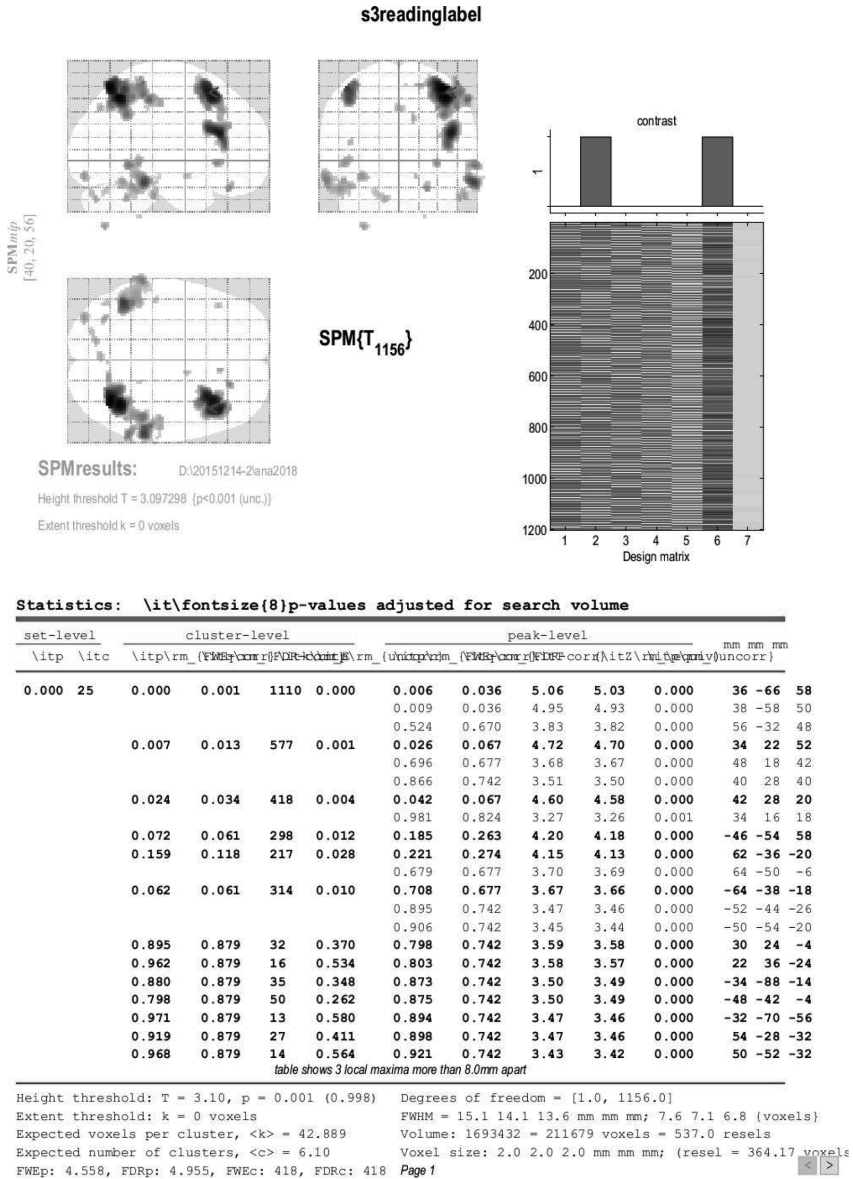 s3readinglabel
contrast
1
SPMmip
[40, 20, 56]
SPM{T1156}
200
400
600
800
1000
1200
1 2 3 4 5 6 7
Design matrix
SPMresults: D:\20151214-2\ana2018
Height threshold T = 3.097298 {p<0.001 (unc.)}
Extent threshold k = 0 voxels
Statistics: \it\fontsize{8}p-values adjusted for search volume
set-level cluster-level peak-level mm mm mm
\itp \itc
0.000 25 0.000 0.001 1110 0.000 0.006 0.036 5.06 5.03 0.000 36 -66 58
0.009 0.036 4.95 4.93 0.000 38 -58 50
0.524 0.670 3.83 3.82 0.000 56 -32 48
0.007 0.013 577 0.001 0.026 0.067 4.72 4.70 0.000 34 22 52
0.696 0.677 3.68 3.67 0.000 48 18 42
0.866 0.742 3.51 3.50 0.000 40 28 40
0.024 0.034 418 0.004 0.042 0.067 4.60 4.58 0.000 42 28 20
0.981 0.824 3.27 3.26 0.001 34 16 18
0.072 0.061 298 0.012 0.185 0.263 4.20 4.18 0.000 -46 -54 58
0.159 0.118 217 0.028 0.221 0.274 4.15 4.13 0.000 62 -36 -20
0.679 0.677 3.70 3.69 0.000 64 -50 -6
0.062 0.061 314 0.010 0.708 0.677 3.67 3.66 0.000 -64 -38 -18
0.895 0.742 3.47 3.46 0.000 -52 -44 -26
0.906 0.742 3.45 3.44 0.000 -50 -54 -20
0.895 0.879 32 0.370 0.798 0.742 3.59 3.58 0.000 30 24 -4
0.962 0.879 16 0.534 0.803 0.742 3.58 3.57 0.000 22 36 -24
0.880 0.879 35 0.348 0.873 0.742 3.50 3.49 0.000 -34 -88 -14
0.798 0.879 50 0.262 0.875 0.742 3.50 3.49 0.000 -48 -42 -4
0.971 0.879 13 0.580 0.894 0.742 3.47 3.46 0.000 -32 -70 -56
0.919 0.879 27 0.411 0.898 0.742 3.47 3.46 0.000 54 -28 -32
0.968 0.879 14 0.564 0.921 0.742 3.43 3.42 0.000 50 -52 -32
table shows 3 local maxima more than 8.0mm apart
Height threshold: T = 3.10, p = 0.001 (0.998) Degrees of freedom = [1.0, 1156.0]
Extent threshold: k = 0 voxels FWHM = 15.1 14.1 13.6 mm mm mm; 7.6 7.1 6.8 {voxels}
Expected voxels per cluster, <k> = 42.889 Volume: 1693432 = 211679 voxels = 537.0 resels
Expected number of clusters, <c> = 6.10 Voxel size: 2.0 2.0 2.0 mm mm mm; (resel = 364.17 voxels
FWEp: 4.558, FDRp: 4.955, FWEc: 418, FDRc: 418 Page 1 < >